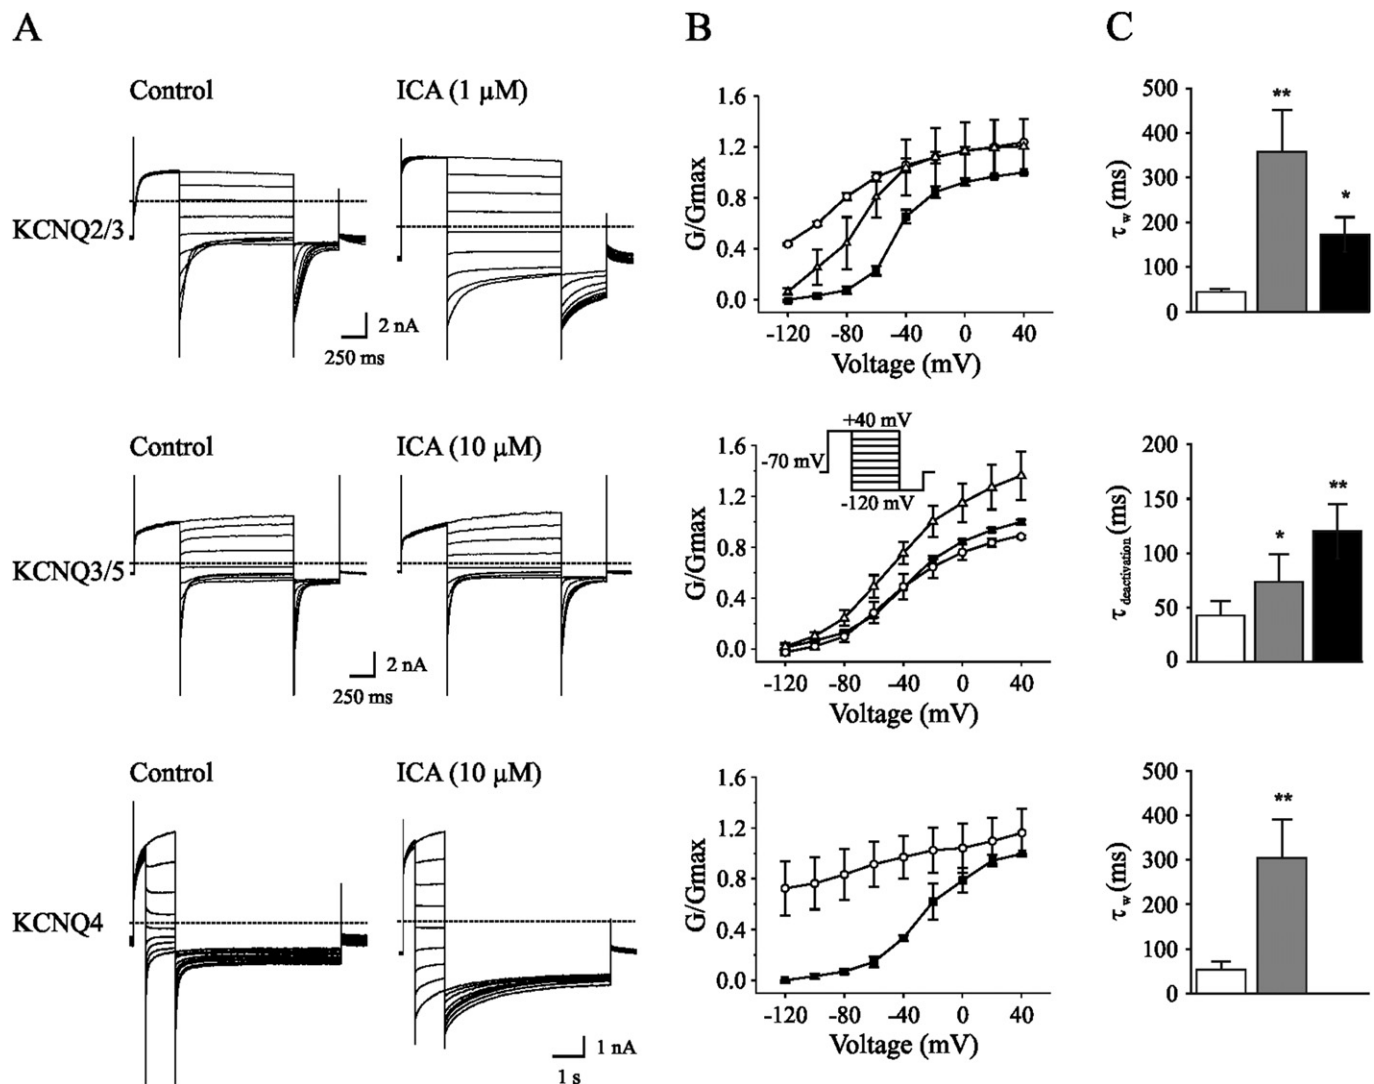 A
B
C
Control
ICA (1 μM)
KCNQ2/3
2 nA
250 ms
1.6
1.2
0.8
0.4
0.0
G/Gmax
-120
-80
-40
0
40
Voltage (mV)
500
400
300
200
100
0
τw (ms)
**
*
Control
ICA (10 μM)
KCNQ3/5
2 nA
250 ms
+40 mV
-70 mV
-120 mV
1.6
1.2
0.8
0.4
0.0
G/Gmax
-120
-80
-40
0
40
Voltage (mV)
200
150
100
50
0
τ deactivation (ms)
*
**
Control
ICA (10 μM)
KCNQ4
1 nA
1 s
1.6
1.2
0.8
0.4
0.0
G/Gmax
-120
-80
-40
0
40
Voltage (mV)
500
400
300
200
100
0
τw (ms)
**